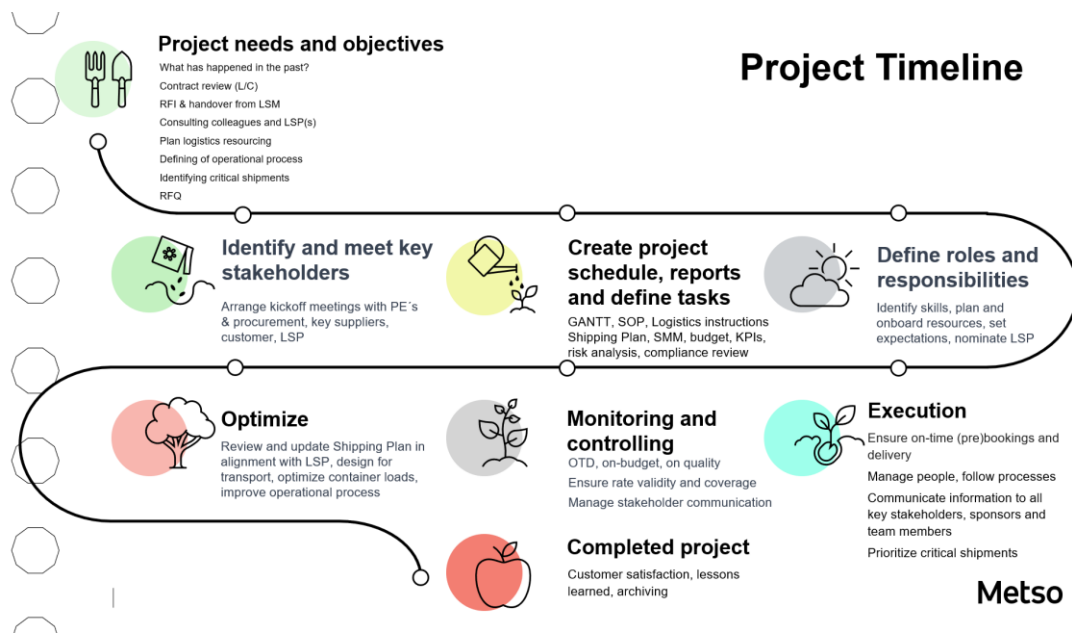 Project Timeline
Project needs and objectives
What has happened in the past?
Contract review (L/C)
RFI & handover from LSM
Consulting colleagues and LSP(s)
Plan logistics resourcing
Defining of operational process
Identifying critical shipments
RFQ
Identify and meet key
stakeholders
Arrange kickoff meetings with PE´s
& procurement, key suppliers,
customer, LSP
Create project
schedule, reports
and define tasks
GANTT, SOP, Logistics instructions
Shipping Plan, SMM, budget, KPIs,
risk analysis, compliance review
Define roles and
responsibilities
Identify skills, plan and
onboard resources, set
expectations, nominate LSP
Execution
Ensure on-time (pre)bookings and
delivery
Manage people, follow processes
Communicate information to all
key stakeholders, sponsors and
team members
Prioritize critical shipments
Monitoring and
controlling
OTD, on-budget, on quality
Ensure rate validity and coverage
Manage stakeholder communication
Optimize
Review and update Shipping Plan in
alignment with LSP, design for
transport, optimize container loads,
improve operational process
Completed project
Customer satisfaction, lessons
learned, archiving
Metso